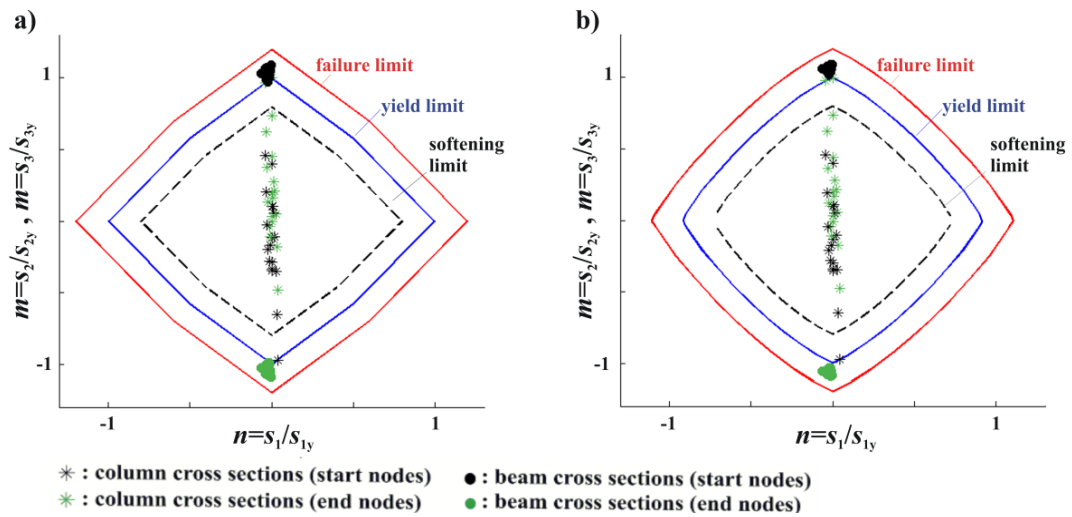 a)
failure limit
yield limit
softening
limit
1
-1
m=s2/s2y , m=s3/s3y
-1
1
n=s1/s1y
b)
failure limit
yield limit
softening
limit
1
-1
m=s2/s2y , m=s3/s3y
-1
1
n=s1/s1y
: column cross sections (start nodes)
: beam cross sections (start nodes)
: column cross sections (end nodes)
: beam cross sections (end nodes)